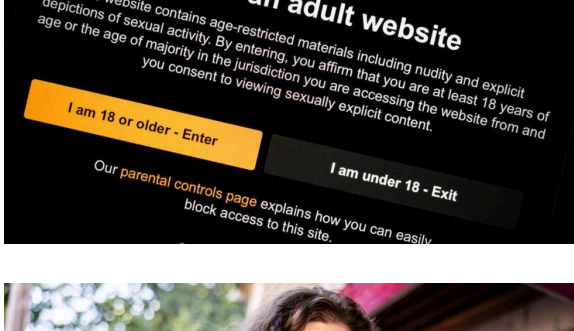 an adult website
website contains age-restricted materials including nudity and explicit
depictions of sexual activity. By entering, you affirm that you are at least 18 years of
age or the age of majority in the jurisdiction you are accessing the website from and
you consent to viewing sexually explicit content.
I am 18 or older - Enter
I am under 18 - Exit
Our parental controls page explains how you can easily
block access to this site.